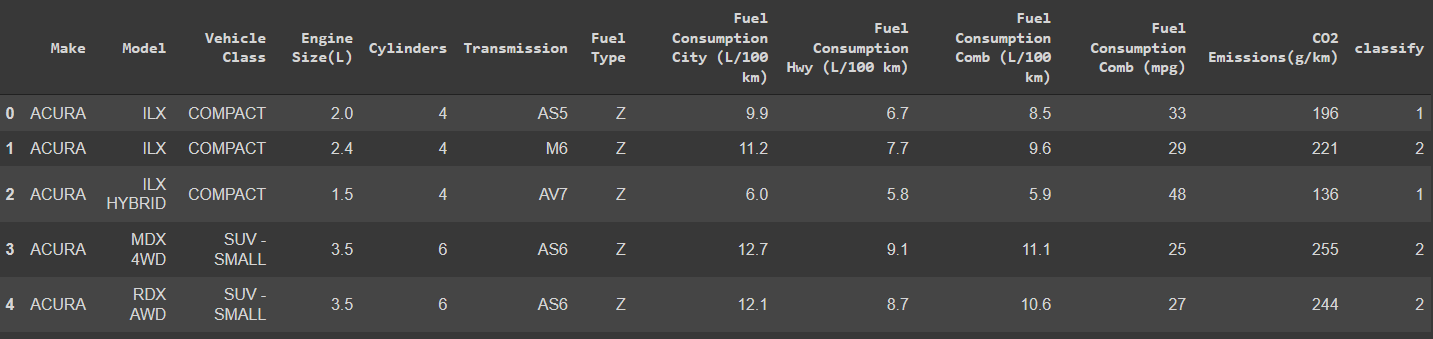 Make Model Vehicle Class Engine Size(L) Cylinders Transmission Fuel Type Fuel Consumption City (L/100 km) Fuel Consumption Hwy (L/100 km) Fuel Consumption Comb (L/100 km) Fuel Consumption Comb (mpg) CO2 Emissions(g/km) classify
0 ACURA ILX COMPACT 2.0 4 AS5 Z 9.9 6.7 8.5 33 196 1
1 ACURA ILX COMPACT 2.4 4 M6 Z 11.2 7.7 9.6 29 221 2
2 ACURA ILX HYBRID COMPACT 1.5 4 AV7 Z 6.0 5.8 5.9 48 136 1
3 ACURA MDX 4WD SUV - SMALL 3.5 6 AS6 Z 12.7 9.1 11.1 25 255 2
4 ACURA RDX AWD SUV - SMALL 3.5 6 AS6 Z 12.1 8.7 10.6 27 244 2